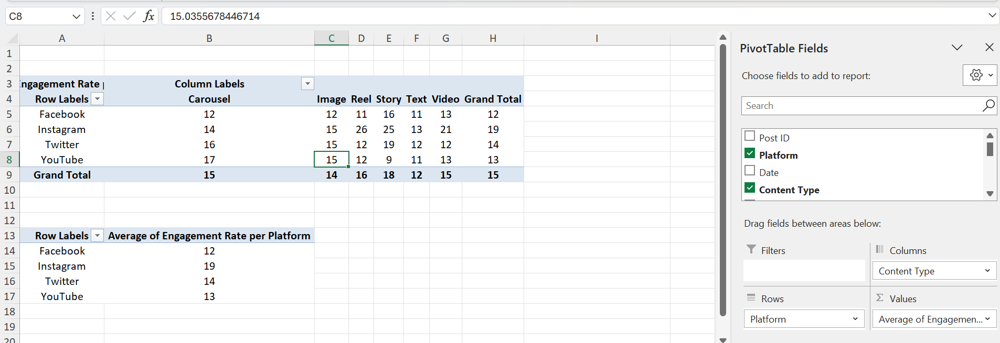 C8 fx 15.0355678446714
A B C D E F G H I
1
2
3 ngagement Rate Column Labels
4 Row Labels Carousel Image Reel Story Text Video Grand Total
5 Facebook 12 12 11 16 11 13 12
6 Instagram 14 15 26 25 13 21 19
7 Twitter 16 15 12 19 12 12 14
8 YouTube 17 15 12 9 11 13 13
9 Grand Total 15 14 16 18 12 15 15
10
11
12
13 Row Labels Average of Engagement Rate per Platform
14 Facebook 12
15 Instagram 19
16 Twitter 14
17 YouTube 13
18
19
20
PivotTable Fields
Choose fields to add to report:
Search
Post ID
Platform
Date
Content Type
Drag fields between areas below:
Filters
Columns
Content Type
Rows
Platform
Σ Values
Average of Engagemen...